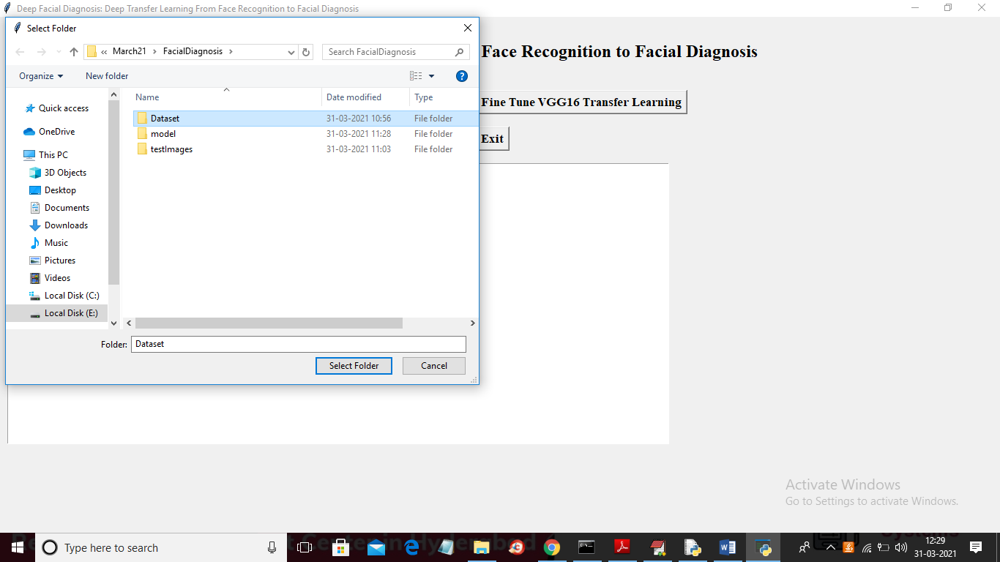 Deep Facial Diagnosis: Deep Transfer Learning From Face Recognition to Facial Diagnosis
Select Folder
« March21 › FacialDiagnosis ›
Search FacialDiagnosis
Organize
New folder
?
Name
Date modified
Type
Quick access
OneDrive
This PC
3D Objects
Desktop
Documents
Downloads
Music
Pictures
Videos
Local Disk (C:)
Local Disk (E:)
Dataset 31-03-2021 10:56 File folder
model 31-03-2021 11:28 File folder
testImages 31-03-2021 11:03 File folder
Folder: Dataset
Select Folder
Cancel
Face Recognition to Facial Diagnosis
Fine Tune VGG16 Transfer Learning
Exit
Activate Windows
Go to Settings to activate Windows.
Type here to search
12:29
31-03-2021